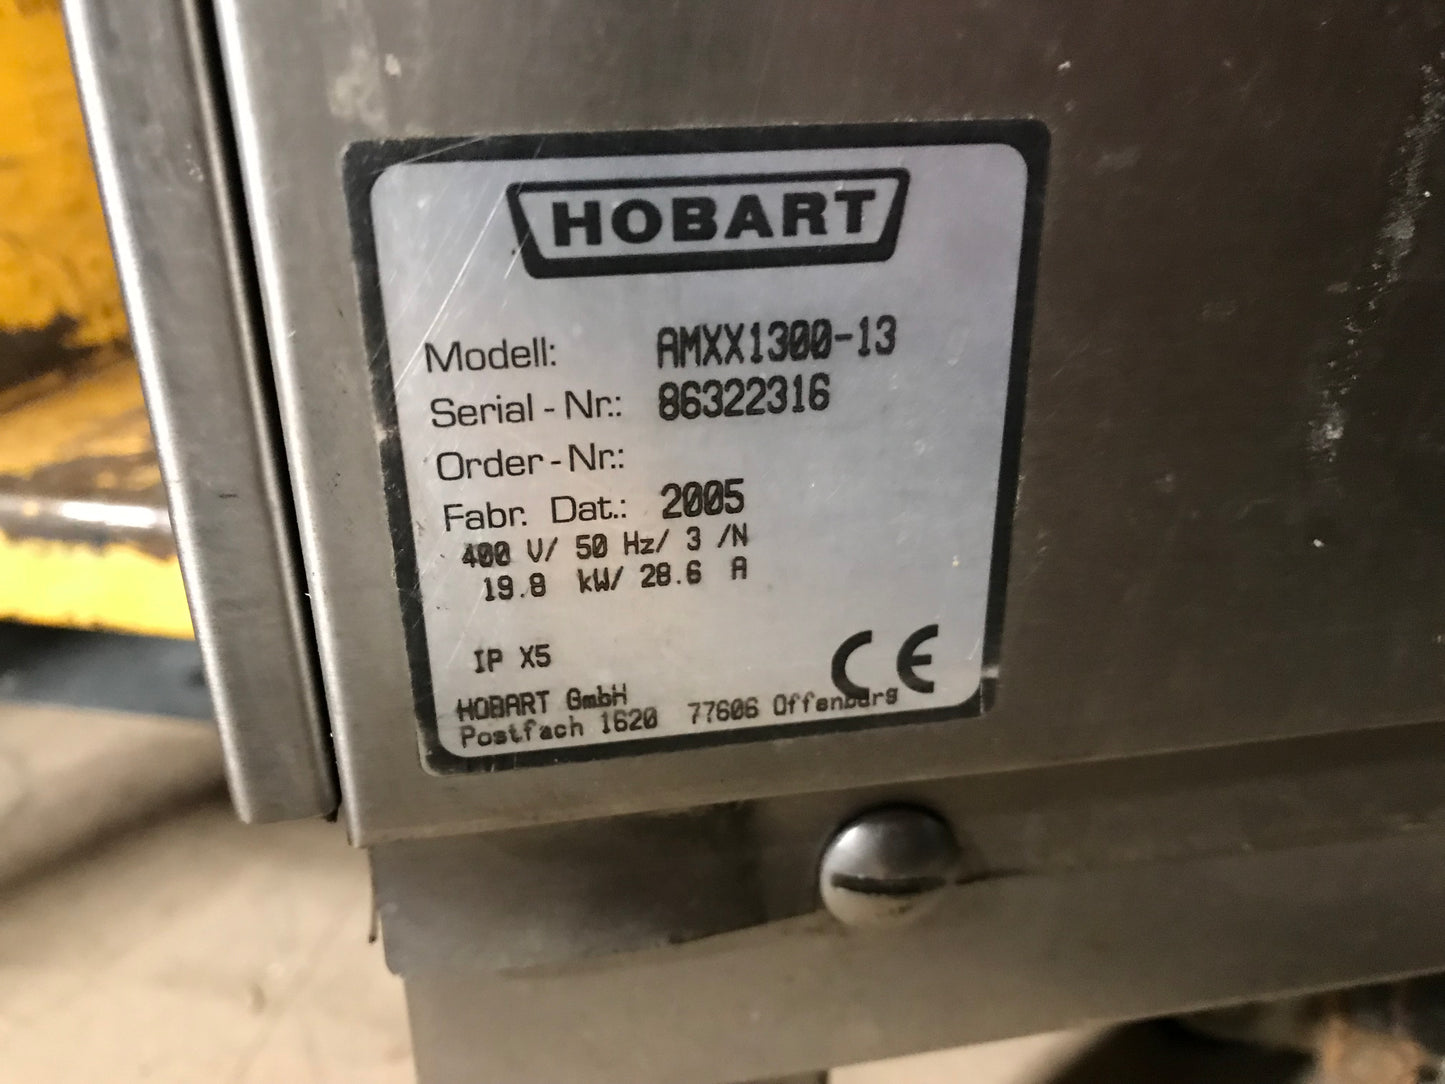 HOBART
Modell: AMXX1300-13
Serial - Nr.: 86322316
Order - Nr.:
Fabr. Dat.: 2005
400 V/ 50 Hz/ 3 /N
19.8 kW/ 28.6 A
IP X5
CE
HOBART GmbH
Postfach 1620 77606 Offenburg